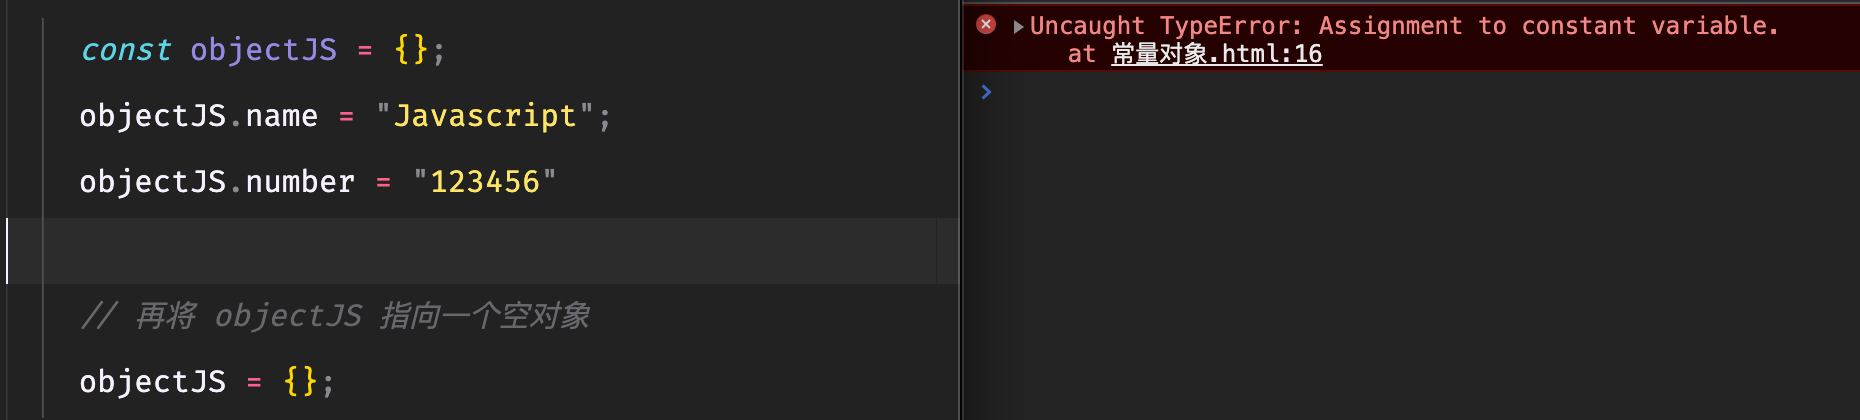 const objectJS = {};
objectJS.name = "Javascript";
objectJS.number = "123456"
// 再将 objectJS 指向一个空对象
objectJS = {};
Uncaught TypeError: Assignment to constant variable.
at 常量对象.html:16